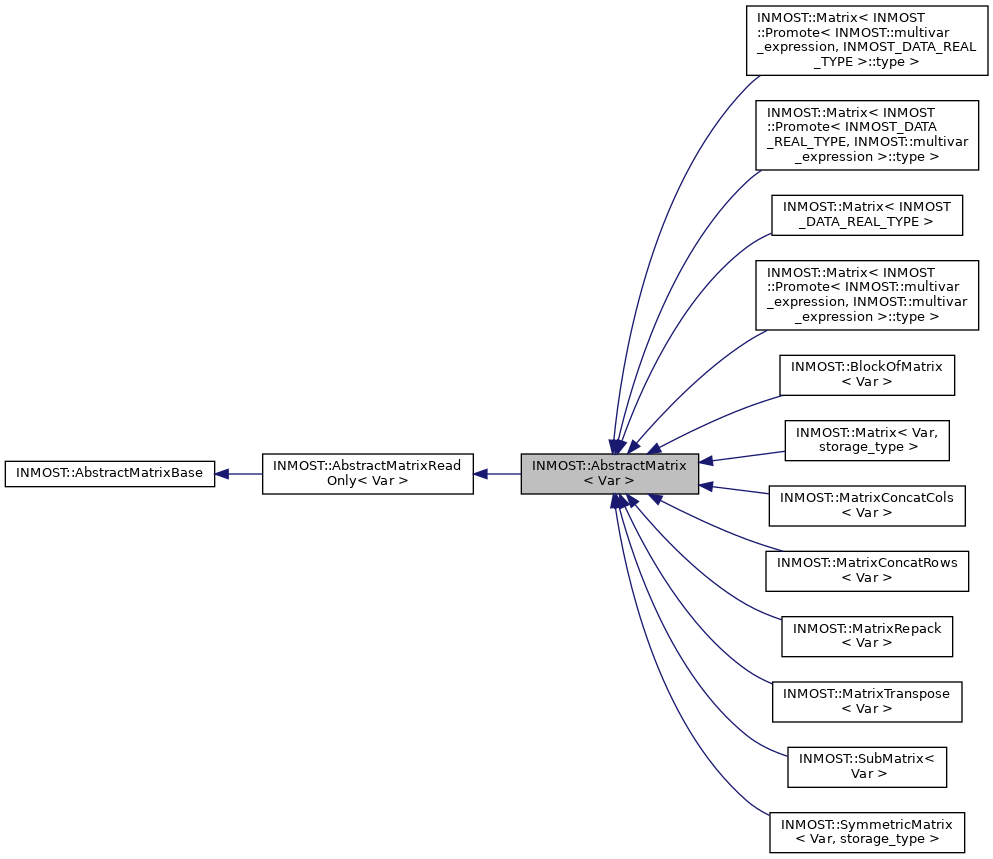 INMOST::AbstractMatrixBase
INMOST::AbstractMatrixRead
Only< Var >
INMOST::AbstractMatrix
< Var >
INMOST::Matrix< INMOST
::Promote< INMOST::multivar
_expression, INMOST_DATA_REAL
_TYPE >::type >
INMOST::Matrix< INMOST
::Promote< INMOST_DATA
_REAL_TYPE, INMOST::multivar
_expression >::type >
INMOST::Matrix< INMOST
_DATA_REAL_TYPE >
INMOST::Matrix< INMOST
::Promote< INMOST::multivar
_expression, INMOST::multivar
_expression >::type >
INMOST::BlockOfMatrix
< Var >
INMOST::Matrix< Var,
storage_type >
INMOST::MatrixConcatCols
< Var >
INMOST::MatrixConcatRows
< Var >
INMOST::MatrixRepack
< Var >
INMOST::MatrixTranspose
< Var >
INMOST::SubMatrix<
Var >
INMOST::SymmetricMatrix
< Var, storage_type >